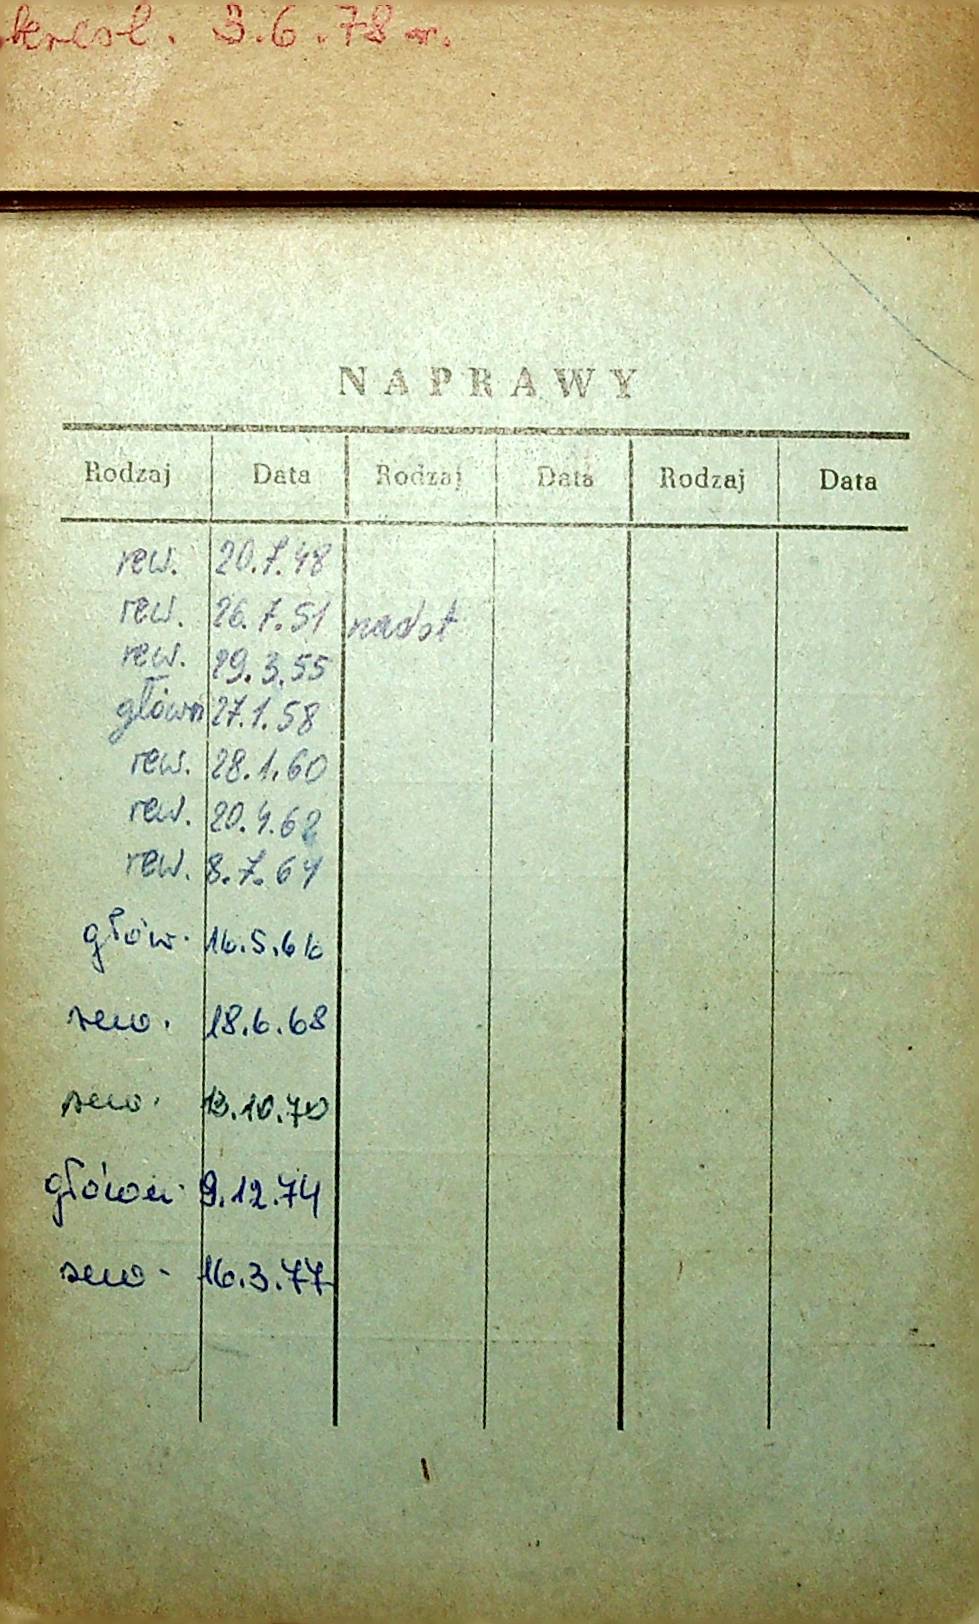 kresl. 3.6.78 r.
NAPRAWY
Rodzaj Data Rodzaj Data Rodzaj Data
rew. 20.7.48
rew. 26.7.51 nadst
rew. 29.3.55
główn 27.1.58
rew. 28.1.60
rew. 20.4.62
rew. 8.7.64
głów. 16.5.66
rew. 18.6.68
rew. 13.10.70
główn. 9.12.74
rew. 16.3.77